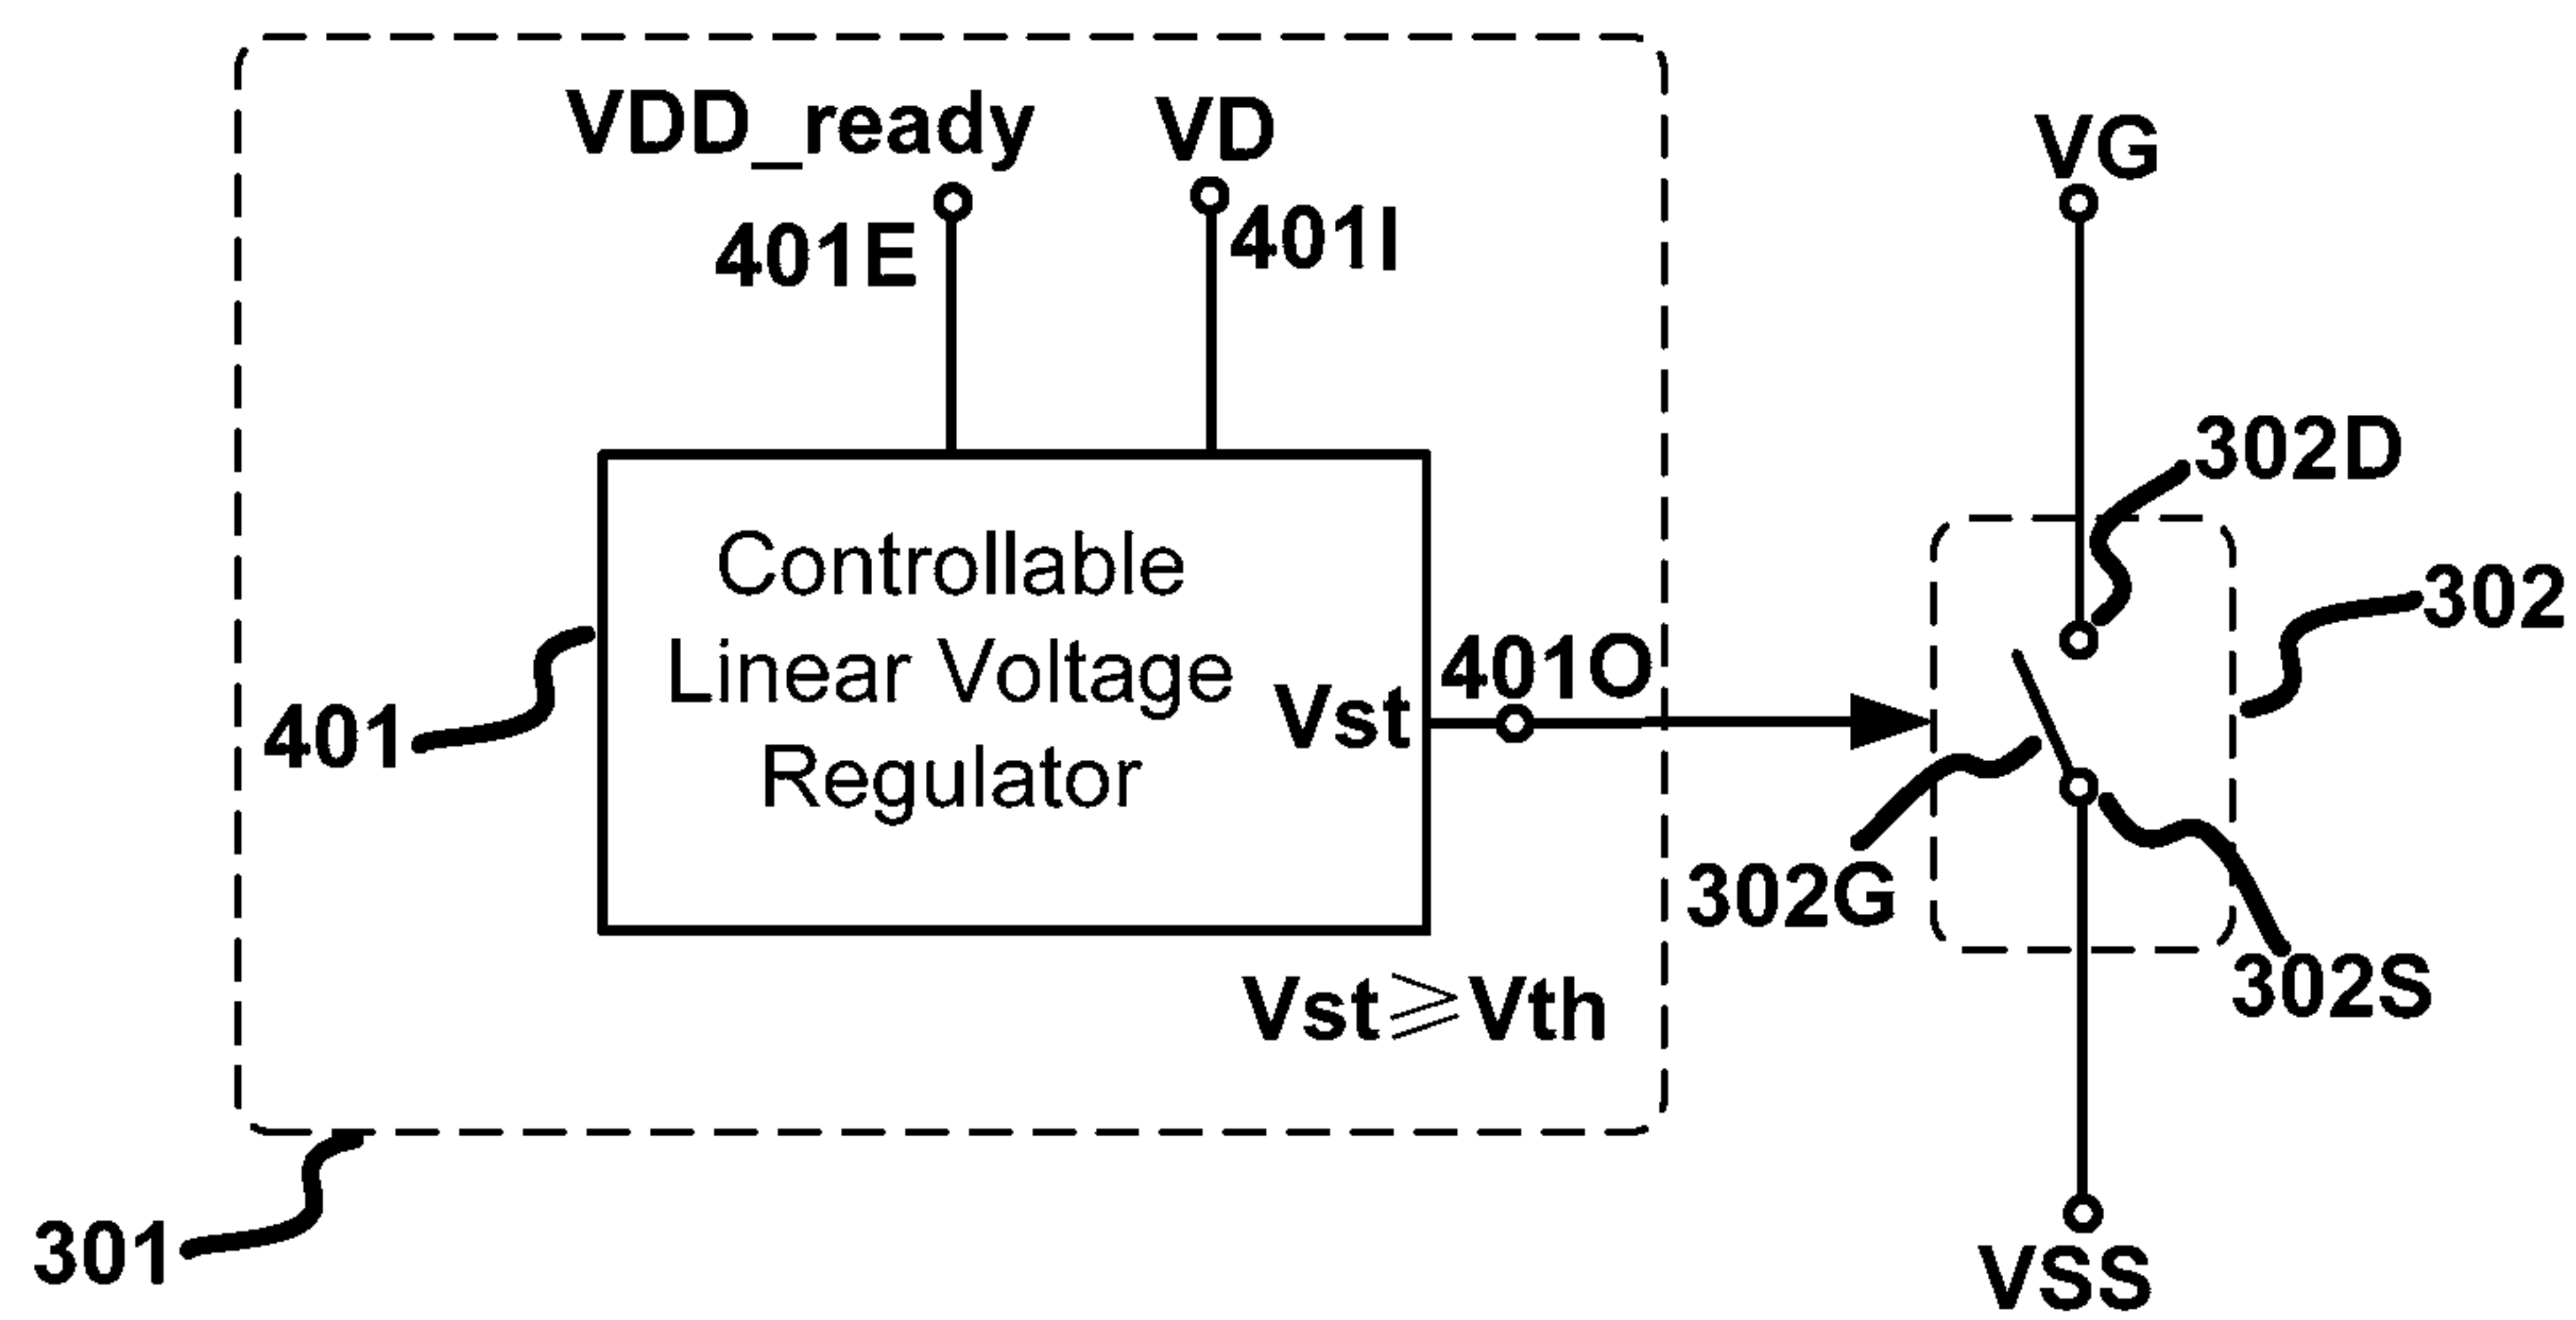 VDD_ready
VD
VG
401E
401I
302D
Controllable
Linear Voltage
Regulator
302
401O
Vst
401
302G
302S
Vst⩾Vth
301
VSS